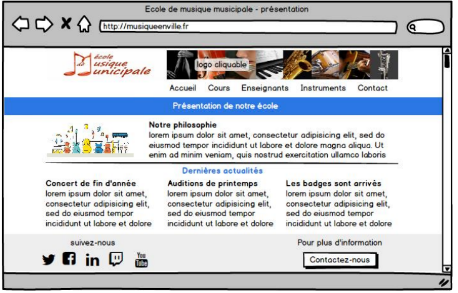 Ecole de musique musicipale - présentation
http://musiqueenville.fr
école
musique
municipale
logo cliquable
Accueil Cours Enseignants Instruments Contact
Présentation de notre école
Notre philosophie
lorem ipsum dolor sit amet, consectetur adipisicing elit, sed do
eiusmod tempor incididunt ut labore et dolore magna aliqua. Ut
enim ad minim veniam, quis nostrud exercitation ullamco laboris
Dernières actualités
Concert de fin d'année
lorem ipsum dolor sit amet,
consectetur adipisicing elit,
sed do eiusmod tempor
incididunt ut labore et dolore
Auditions de printemps
lorem ipsum dolor sit amet,
consectetur adipisicing elit,
sed do eiusmod tempor
incididunt ut labore et dolore
Les badges sont arrivés
lorem ipsum dolor sit amet,
consectetur adipisicing elit,
sed do eiusmod tempor
incididunt ut labore et dolore
suivez-nous
You
Tube
Pour plus d'information
Contactez-nous